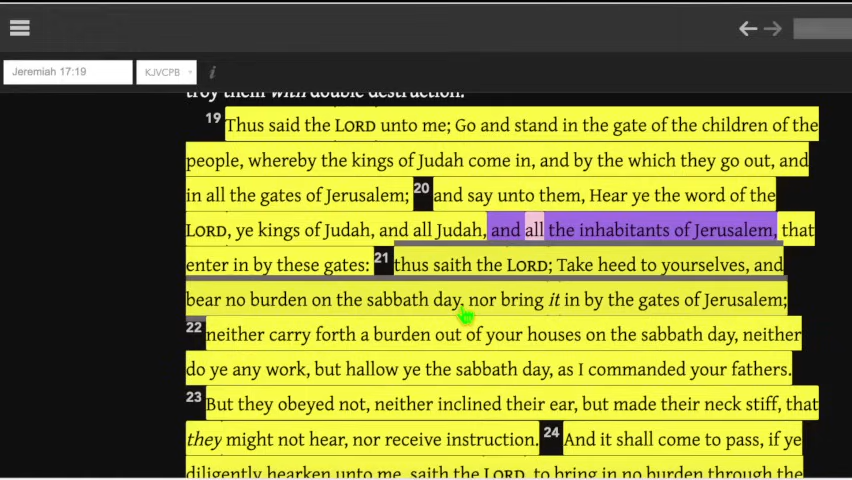 Jeremiah 17:19 KJVCPB i
troy them with double destruction.
19 Thus said the LORD unto me; Go and stand in the gate of the children of the
people, whereby the kings of Judah come in, and by the which they go out, and
in all the gates of Jerusalem; 20 and say unto them, Hear ye the word of the
LORD, ye kings of Judah, and all Judah, and all the inhabitants of Jerusalem, that
enter in by these gates: 21 thus saith the LORD; Take heed to yourselves, and
bear no burden on the sabbath day, nor bring it in by the gates of Jerusalem;
22 neither carry forth a burden out of your houses on the sabbath day, neither
do ye any work, but hallow ye the sabbath day, as I commanded your fathers.
23 But they obeyed not, neither inclined their ear, but made their neck stiff, that
they might not hear, nor receive instruction. 24 And it shall come to pass, if ye
diligently hearken unto me, saith the LORD, to bring in no burden through the